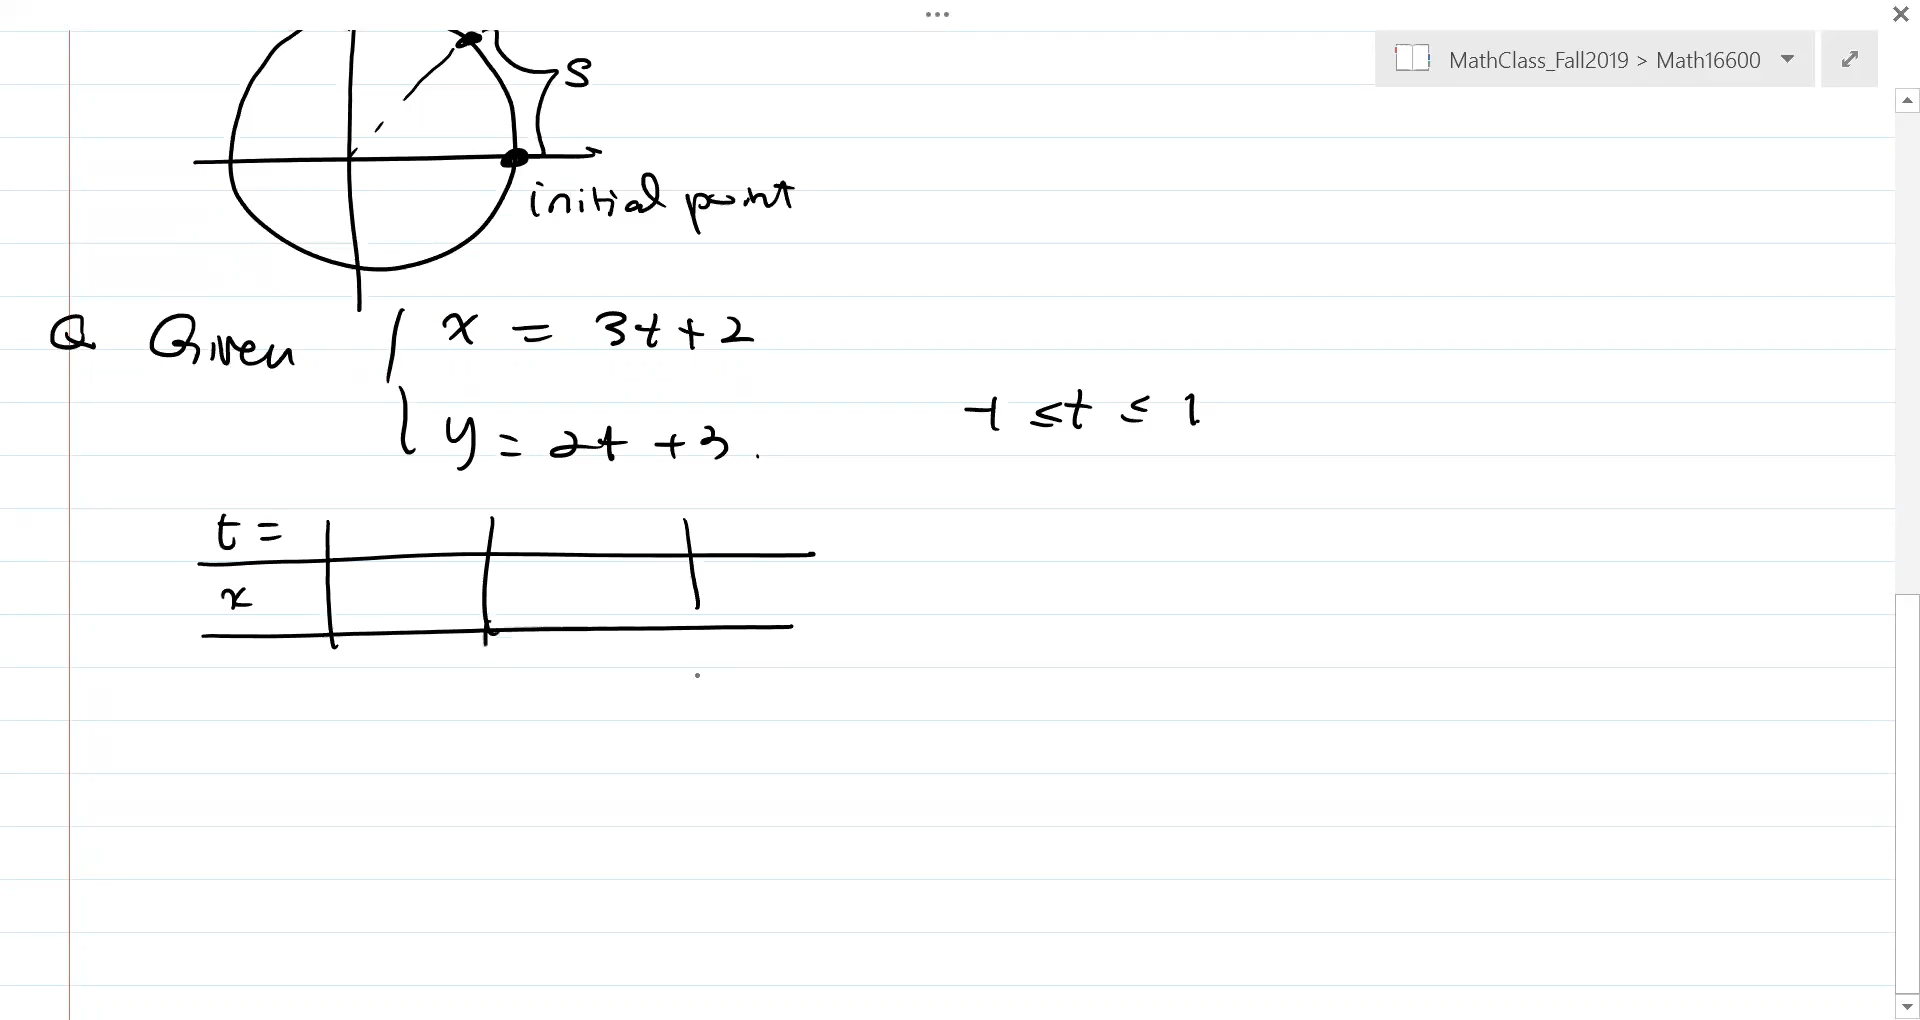 MathClass_Fall2019 > Math16600
S
initial point
Q Given x = 3t+2
y = 2t + 3.
-1 ≤ t ≤ 1
t =
x